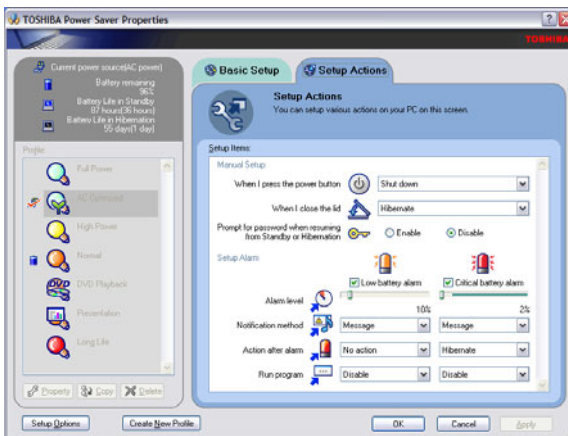 TOSHIBA Power Saver Properties
TOSHIBA
Current power source(AC power)
Battery remaining
96%
Battery Life in Standby
87 hours(36 hours)
Battery Life in Hibernation
55 days(1 day)
Profile:
Full Power
AC Optimized
High Power
Normal
DVD Playback
Presentation
Long Life
Property Copy Delete
Setup Options Create New Profile
Basic Setup Setup Actions
Setup Actions
You can setup various actions on your PC on this screen.
Setup Items:
Manual Setup
When I press the power button Shut down
When I close the lid Hibernate
Prompt for password when resuming
from Standby or Hibernation Enable Disable
Setup Alarm
Low battery alarm Critical battery alarm
Alarm level
10% 2%
Notification method Message Message
Action after alarm No action Hibernate
Run program Disable Disable
OK Cancel Apply